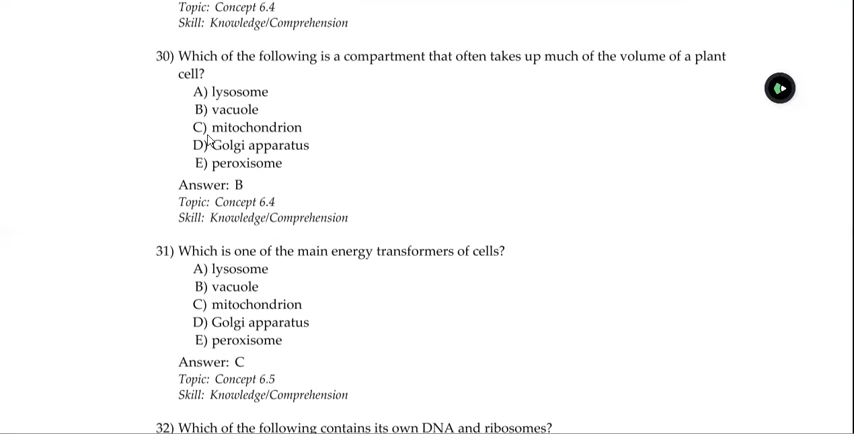 Topic: Concept 6.4
Skill: Knowledge/Comprehension
30) Which of the following is a compartment that often takes up much of the volume of a plant
cell?
A) lysosome
B) vacuole
C) mitochondrion
D) Golgi apparatus
E) peroxisome
Answer: B
Topic: Concept 6.4
Skill: Knowledge/Comprehension
31) Which is one of the main energy transformers of cells?
A) lysosome
B) vacuole
C) mitochondrion
D) Golgi apparatus
E) peroxisome
Answer: C
Topic: Concept 6.5
Skill: Knowledge/Comprehension
32) Which of the following contains its own DNA and ribosomes?